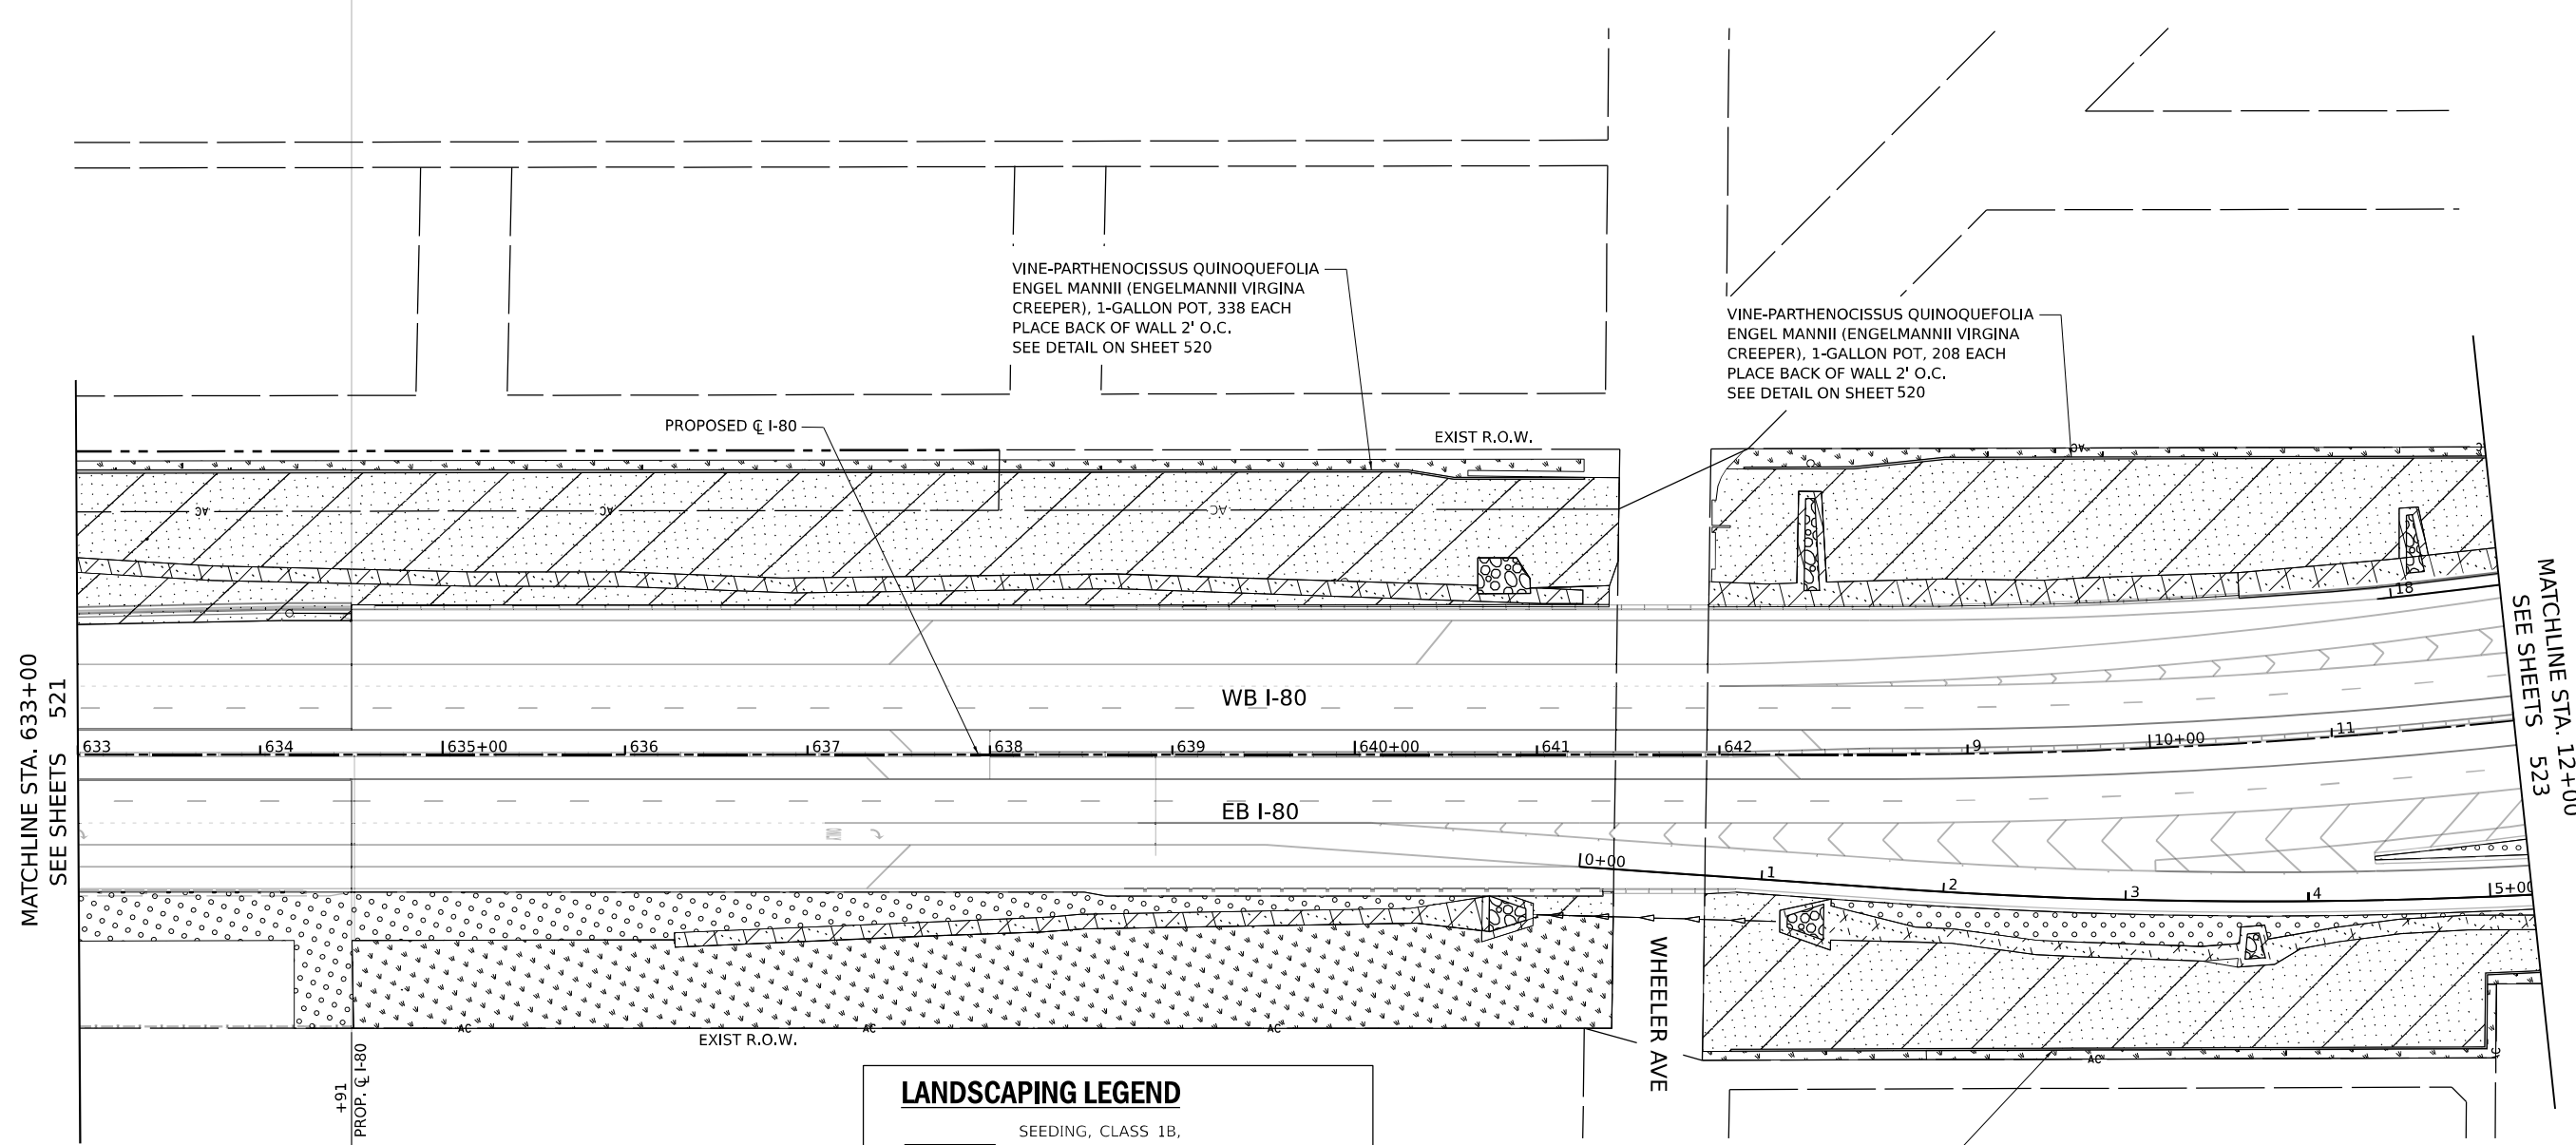 VINE-PARTHENOCISSUS QUINOQUEFOLIA
ENGEL MANNII (ENGELMANNII VIRGINA
CREEPER), 1-GALLON POT, 338 EACH
PLACE BACK OF WALL 2' O.C.
SEE DETAIL ON SHEET 520
VINE-PARTHENOCISSUS QUINOQUEFOLIA
ENGEL MANNII (ENGELMANNII VIRGINA
CREEPER), 1-GALLON POT, 208 EACH
PLACE BACK OF WALL 2' O.C.
SEE DETAIL ON SHEET 520
PROPOSED ℄ I-80
EXIST R.O.W.
AC
AC
AC
AC
AC
18
MATCHLINE STA. 633+00
SEE SHEETS 521
MATCHLINE STA. 12+00
SEE SHEETS 523
WB I-80
633
634
635+00
636
637
638
639
640+00
641
642
9
10+00
11
EB I-80
0+00
1
2
3
4
5+00
WHEELER AVE
AC
AC
AC
AC
AC
EXIST R.O.W.
+91
PROP. ℄ I-80
LANDSCAPING LEGEND
SEEDING, CLASS 1B,